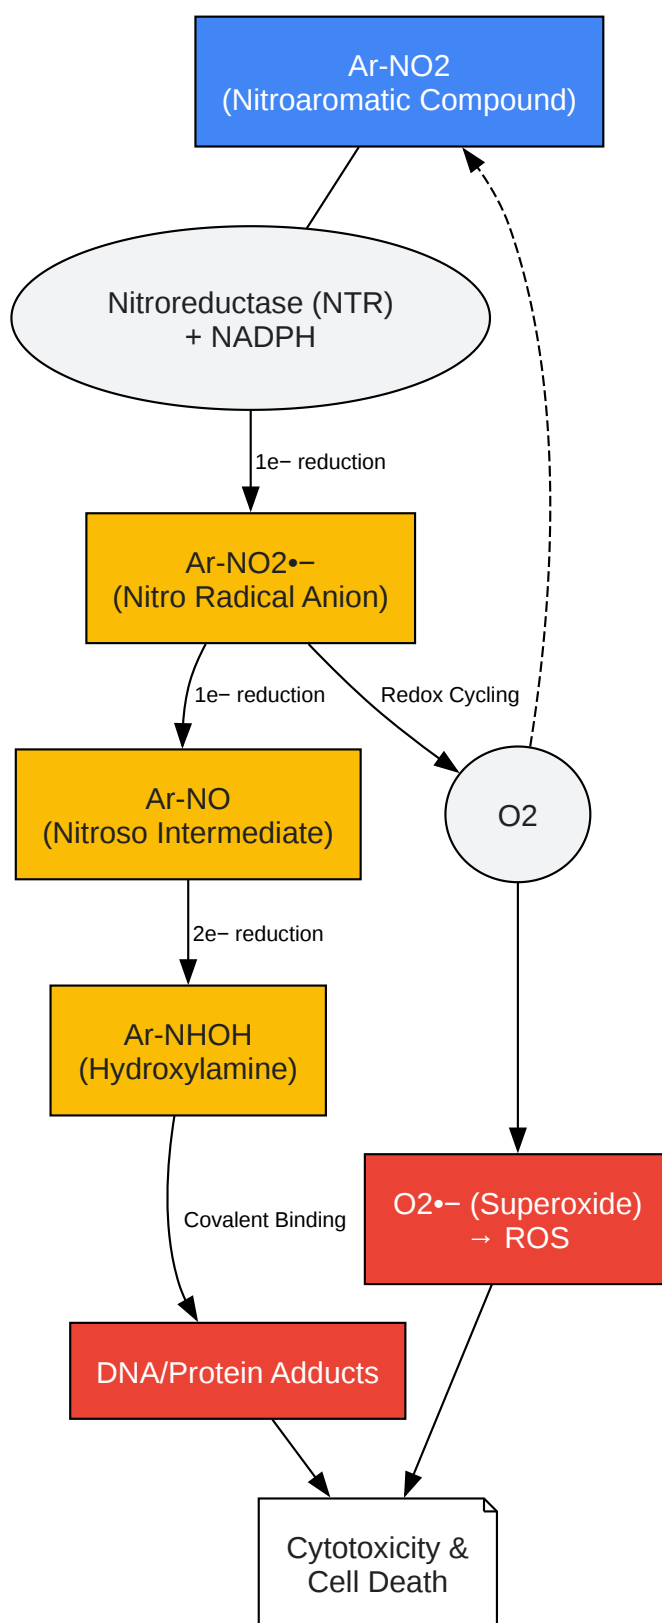 Ar-NO2
(Nitroaromatic Compound)
Nitroreductase (NTR)
+ NADPH
1e− reduction
Ar-NO2•−
(Nitro Radical Anion)
1e− reduction
Redox Cycling
Ar-NO
(Nitroso Intermediate)
O2
2e− reduction
Ar-NHOH
(Hydroxylamine)
Covalent Binding
O2•− (Superoxide)
→ ROS
DNA/Protein Adducts
Cytotoxicity &
Cell Death